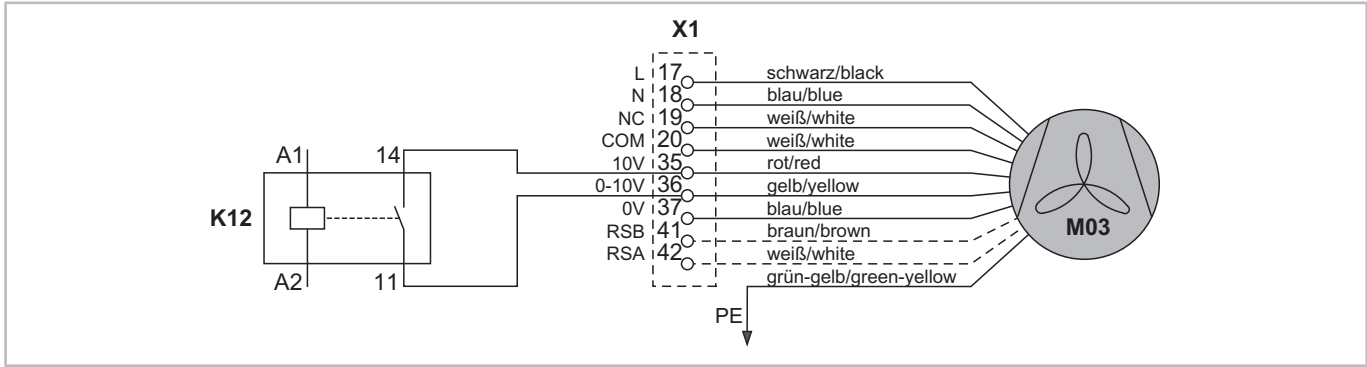 X1
L 17 schwarz/black
N 18 blau/blue
NC 19 weiß/white
COM 20 weiß/white
A1 14 10V 35 rot/red
0-10V 36 gelb/yellow
K12 0V 37 blau/blue M03
RSB 41 braun/brown
RSA 42 weiß/white
A2 11 grün-gelb/green-yellow
PE